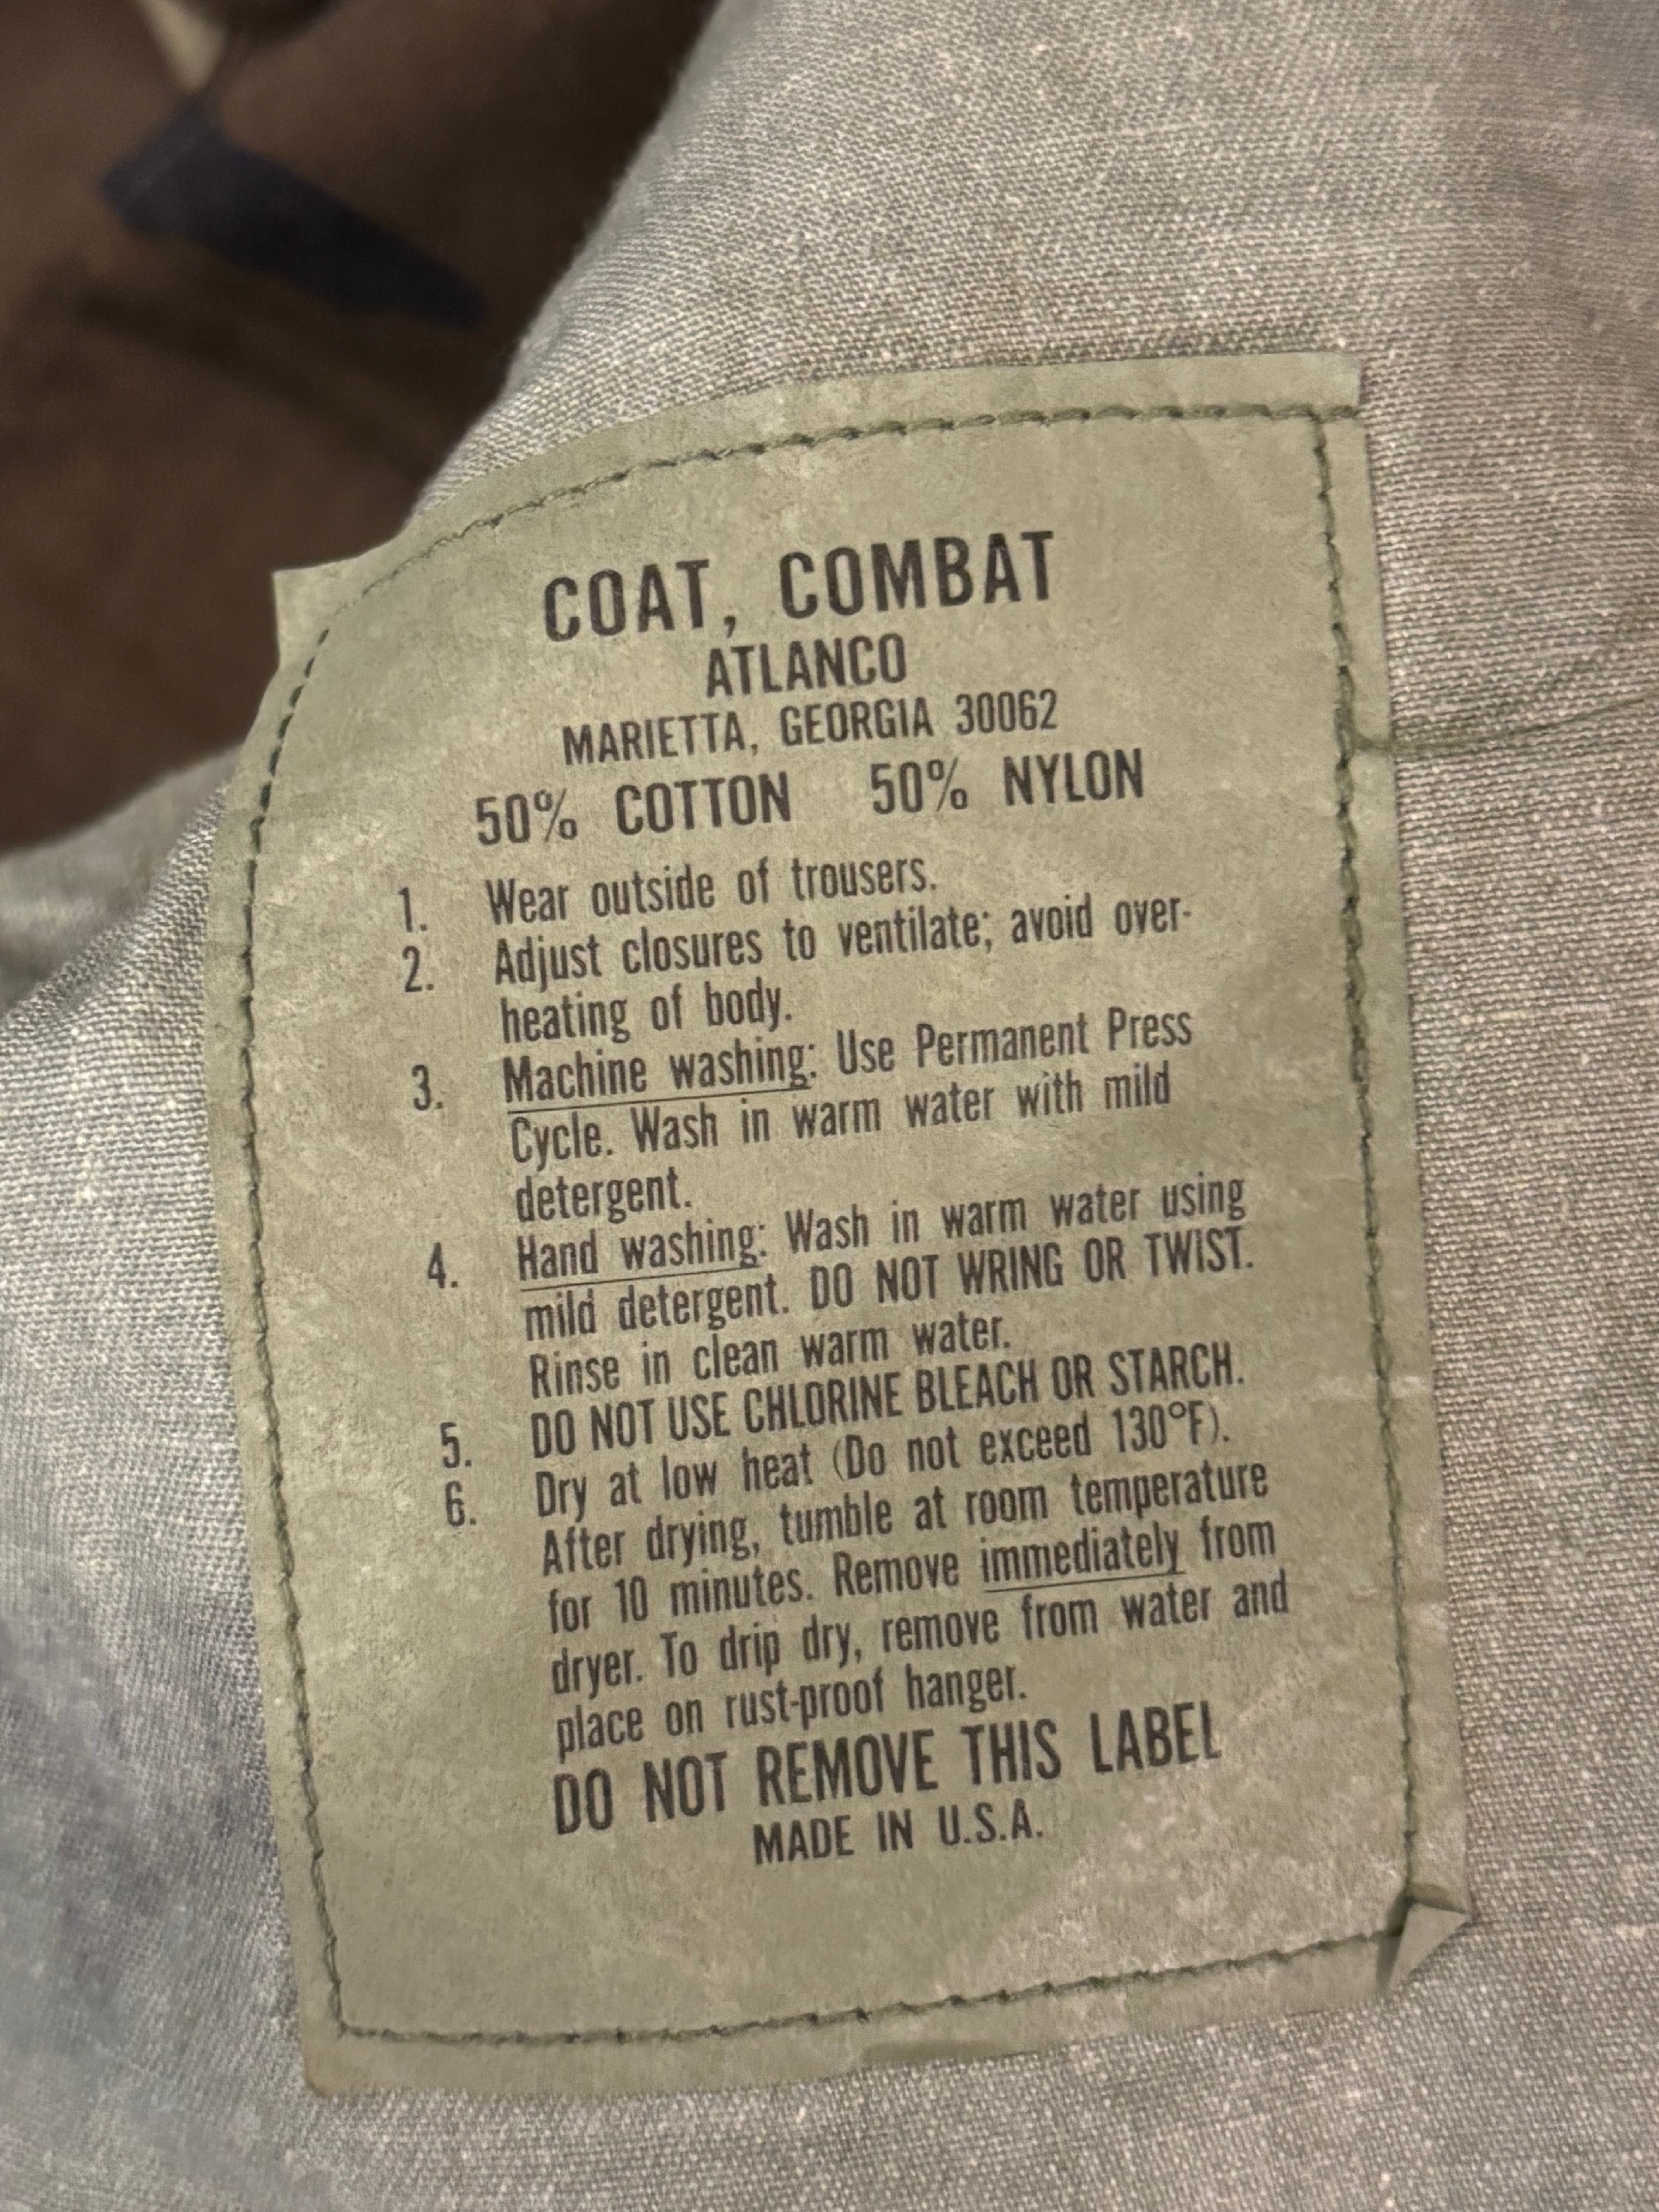 COAT, COMBAT
ATLANCO
MARIETTA, GEORGIA 30062
50% COTTON 50% NYLON
1. Wear outside of trousers.
2. Adjust closures to ventilate; avoid over-
heating of body.
3. Machine washing: Use Permanent Press
Cycle. Wash in warm water with mild
detergent.
4. Hand washing: Wash in warm water using
mild detergent. DO NOT WRING OR TWIST.
Rinse in clean warm water.
5. DO NOT USE CHLORINE BLEACH OR STARCH.
6. Dry at low heat (Do not exceed 130°F).
After drying, tumble at room temperature
for 10 minutes. Remove immediately from
dryer. To drip dry, remove from water and
place on rust-proof hanger.
DO NOT REMOVE THIS LABEL
MADE IN U.S.A.